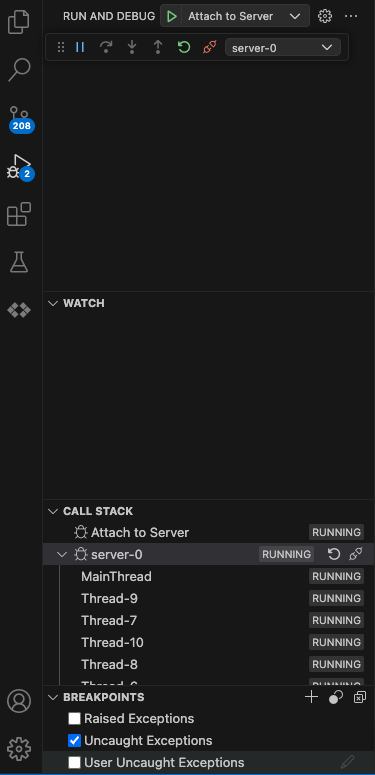 RUN AND DEBUG Attach to Server
server-0
208
2
WATCH
CALL STACK
Attach to Server RUNNING
server-0 RUNNING
MainThread RUNNING
Thread-9 RUNNING
Thread-7 RUNNING
Thread-10 RUNNING
Thread-8 RUNNING
BREAKPOINTS
Raised Exceptions
Uncaught Exceptions
User Uncaught Exceptions